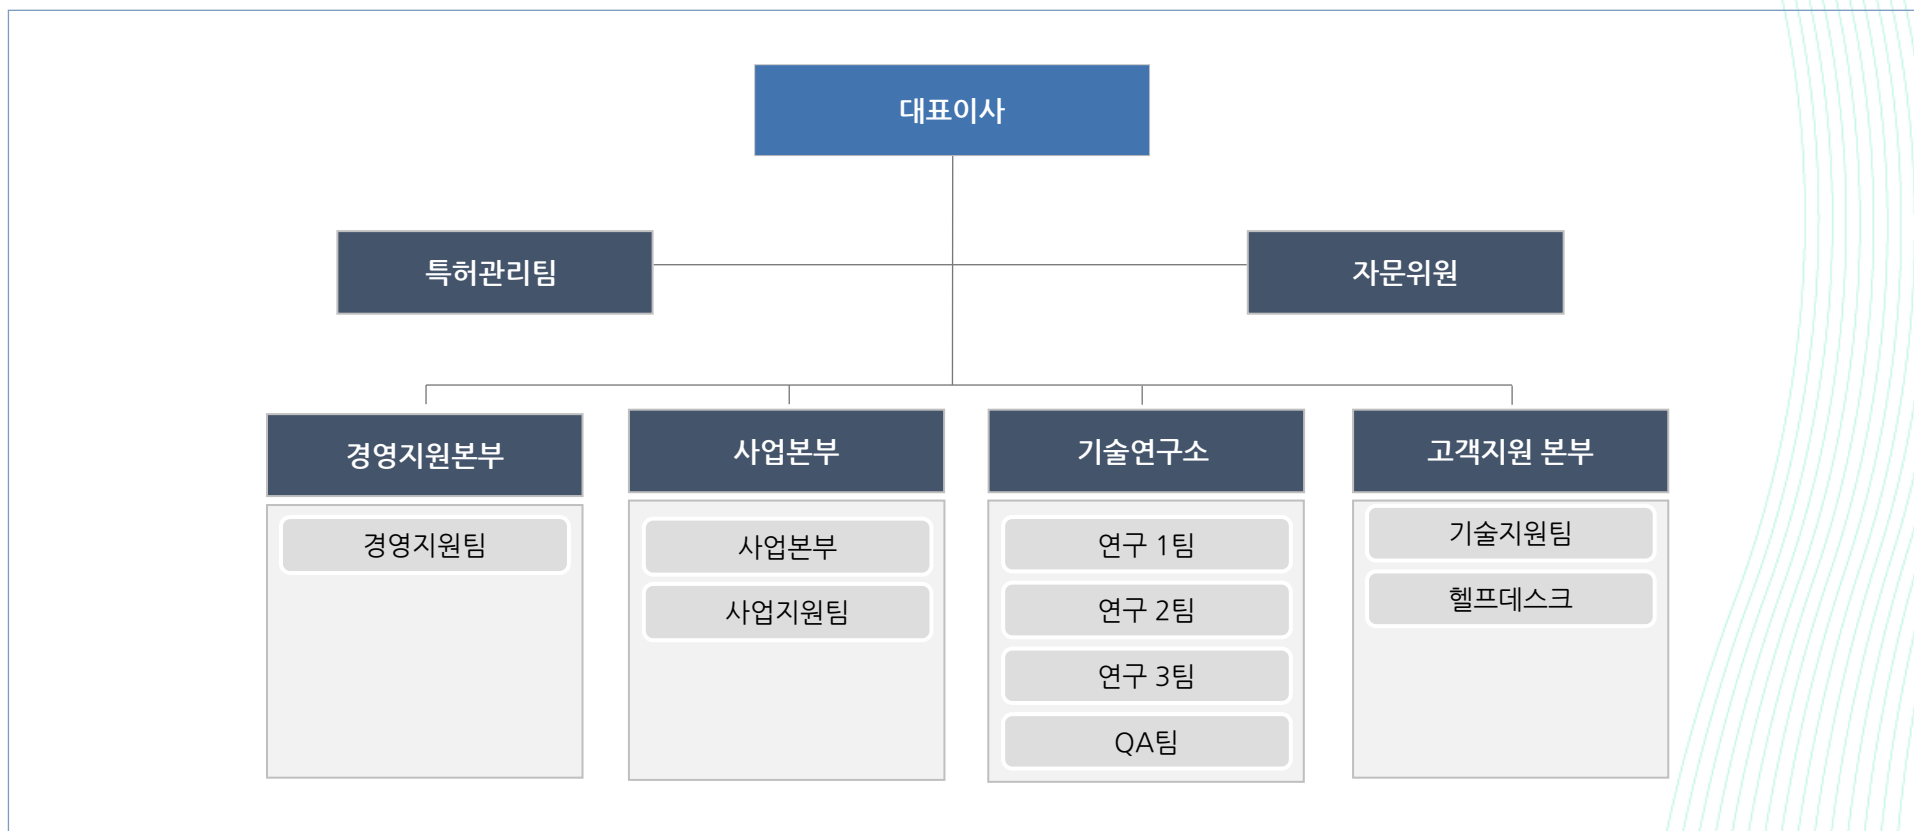 대표이사
특허관리팀
자문위원
경영지원본부
사업본부
기술연구소
고객지원 본부
경영지원팀
사업본부
사업지원팀
연구 1팀
연구 2팀
연구 3팀
QA팀
기술지원팀
헬프데스크